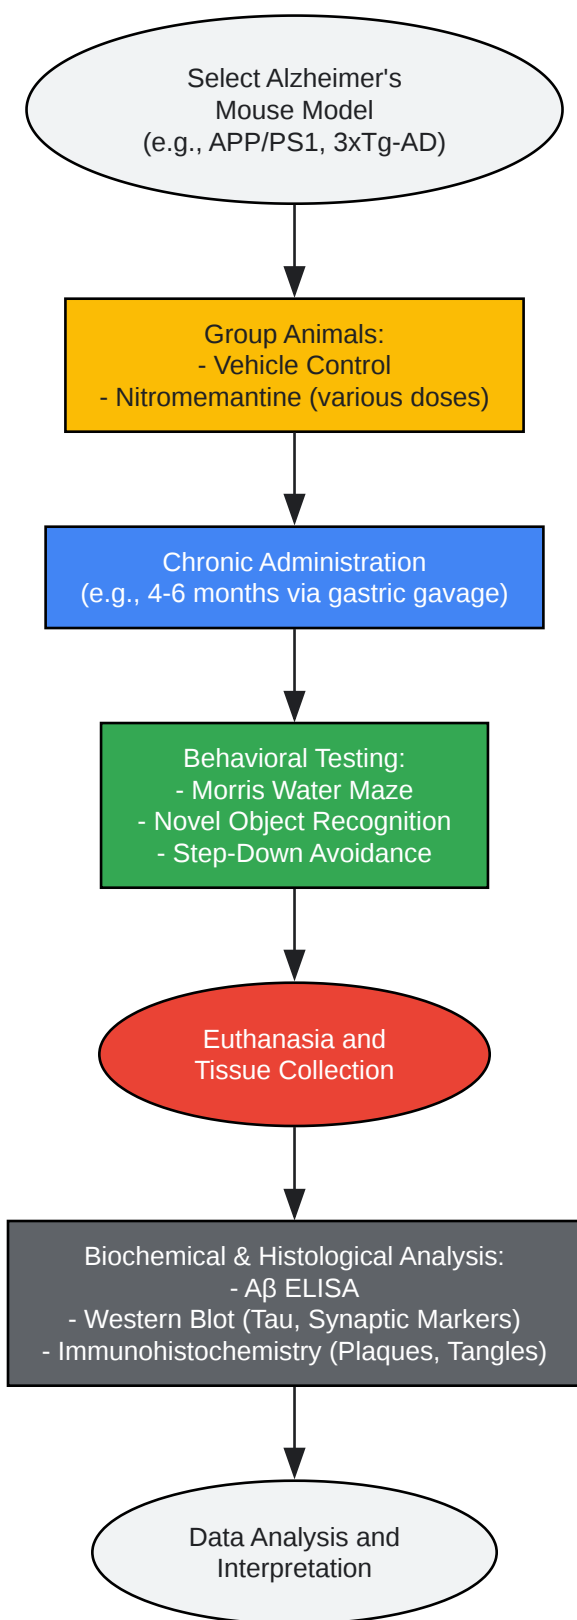 Select Alzheimer's
Mouse Model
(e.g., APP/PS1, 3xTg-AD)
Group Animals:
- Vehicle Control
- Nitromemantine (various doses)
Chronic Administration
(e.g., 4-6 months via gastric gavage)
Behavioral Testing:
- Morris Water Maze
- Novel Object Recognition
- Step-Down Avoidance
Euthanasia and
Tissue Collection
Biochemical & Histological Analysis:
- Aβ ELISA
- Western Blot (Tau, Synaptic Markers)
- Immunohistochemistry (Plaques, Tangles)
Data Analysis and
Interpretation